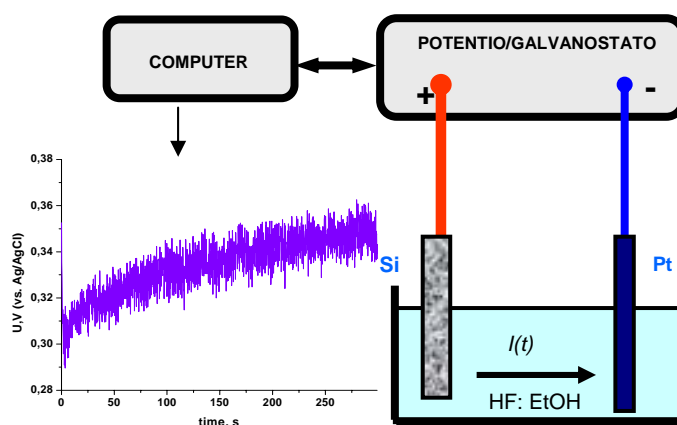 COMPUTER
POTENTIO/GALVANOSTATO
+
-
0,38
0,36
0,34
0,32
0,30
0,28
U,V (vs. Ag/AgCl)
0
50
100
150
200
250
time, s
Si
Pt
I(t)
HF: EtOH